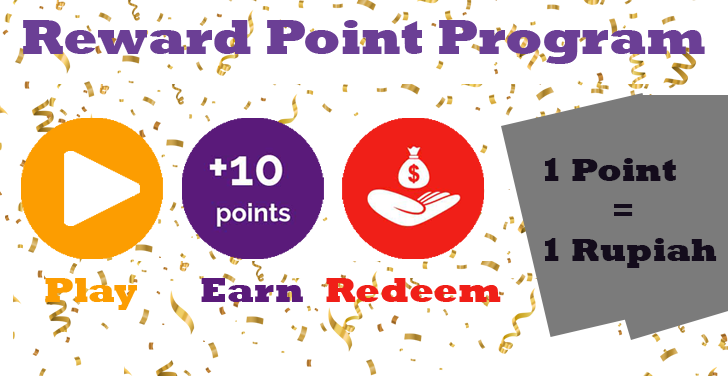 Reward Point Program
+10
points
$
Play
Earn
Redeem
1 Point
=
1 Rupiah